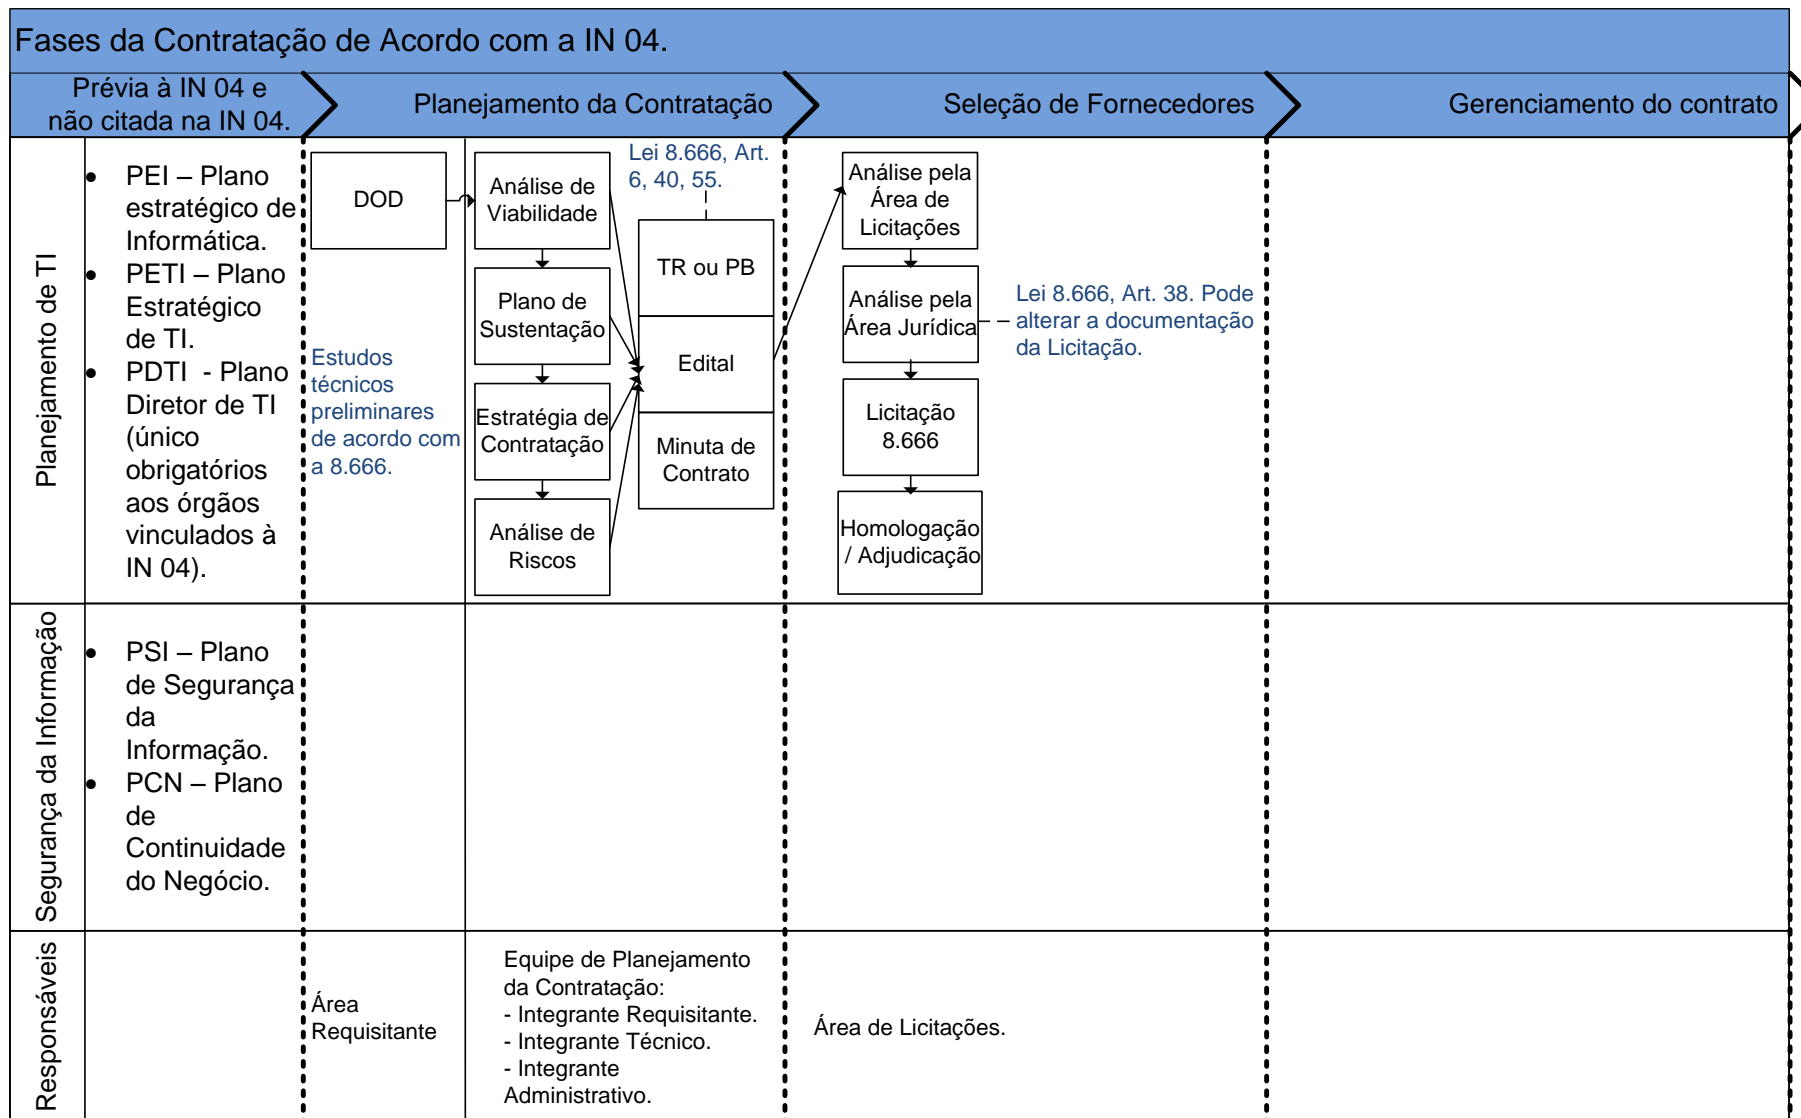 Fases da Contratação de Acordo com a IN 04.
Prévia à IN 04 e
não citada na IN 04.
Planejamento da Contratação
Seleção de Fornecedores
Gerenciamento do contrato
Planejamento de TI
• PEI – Plano
estratégico de
Informática.
• PETI – Plano
Estratégico
de TI.
• PDTI - Plano
Diretor de TI
(único
obrigatórios
aos órgãos
vinculados à
IN 04).
DOD
Estudos
técnicos
preliminares
de acordo com
a 8.666.
Análise de
Viabilidade
Plano de
Sustentação
Estratégia de
Contratação
Análise de
Riscos
Lei 8.666, Art.
6, 40, 55.
TR ou PB
Edital
Minuta de
Contrato
Análise pela
Área de
Licitações
Análise pela
Área Jurídica
Licitação
8.666
Homologação
/ Adjudicação
Lei 8.666, Art. 38. Pode
alterar a documentação
da Licitação.
Segurança da Informação
• PSI – Plano
de Segurança
da
Informação.
• PCN – Plano
de
Continuidade
do Negócio.
Responsáveis
Área
Requisitante
Equipe de Planejamento
da Contratação:
- Integrante Requisitante.
- Integrante Técnico.
- Integrante
Administrativo.
Área de Licitações.